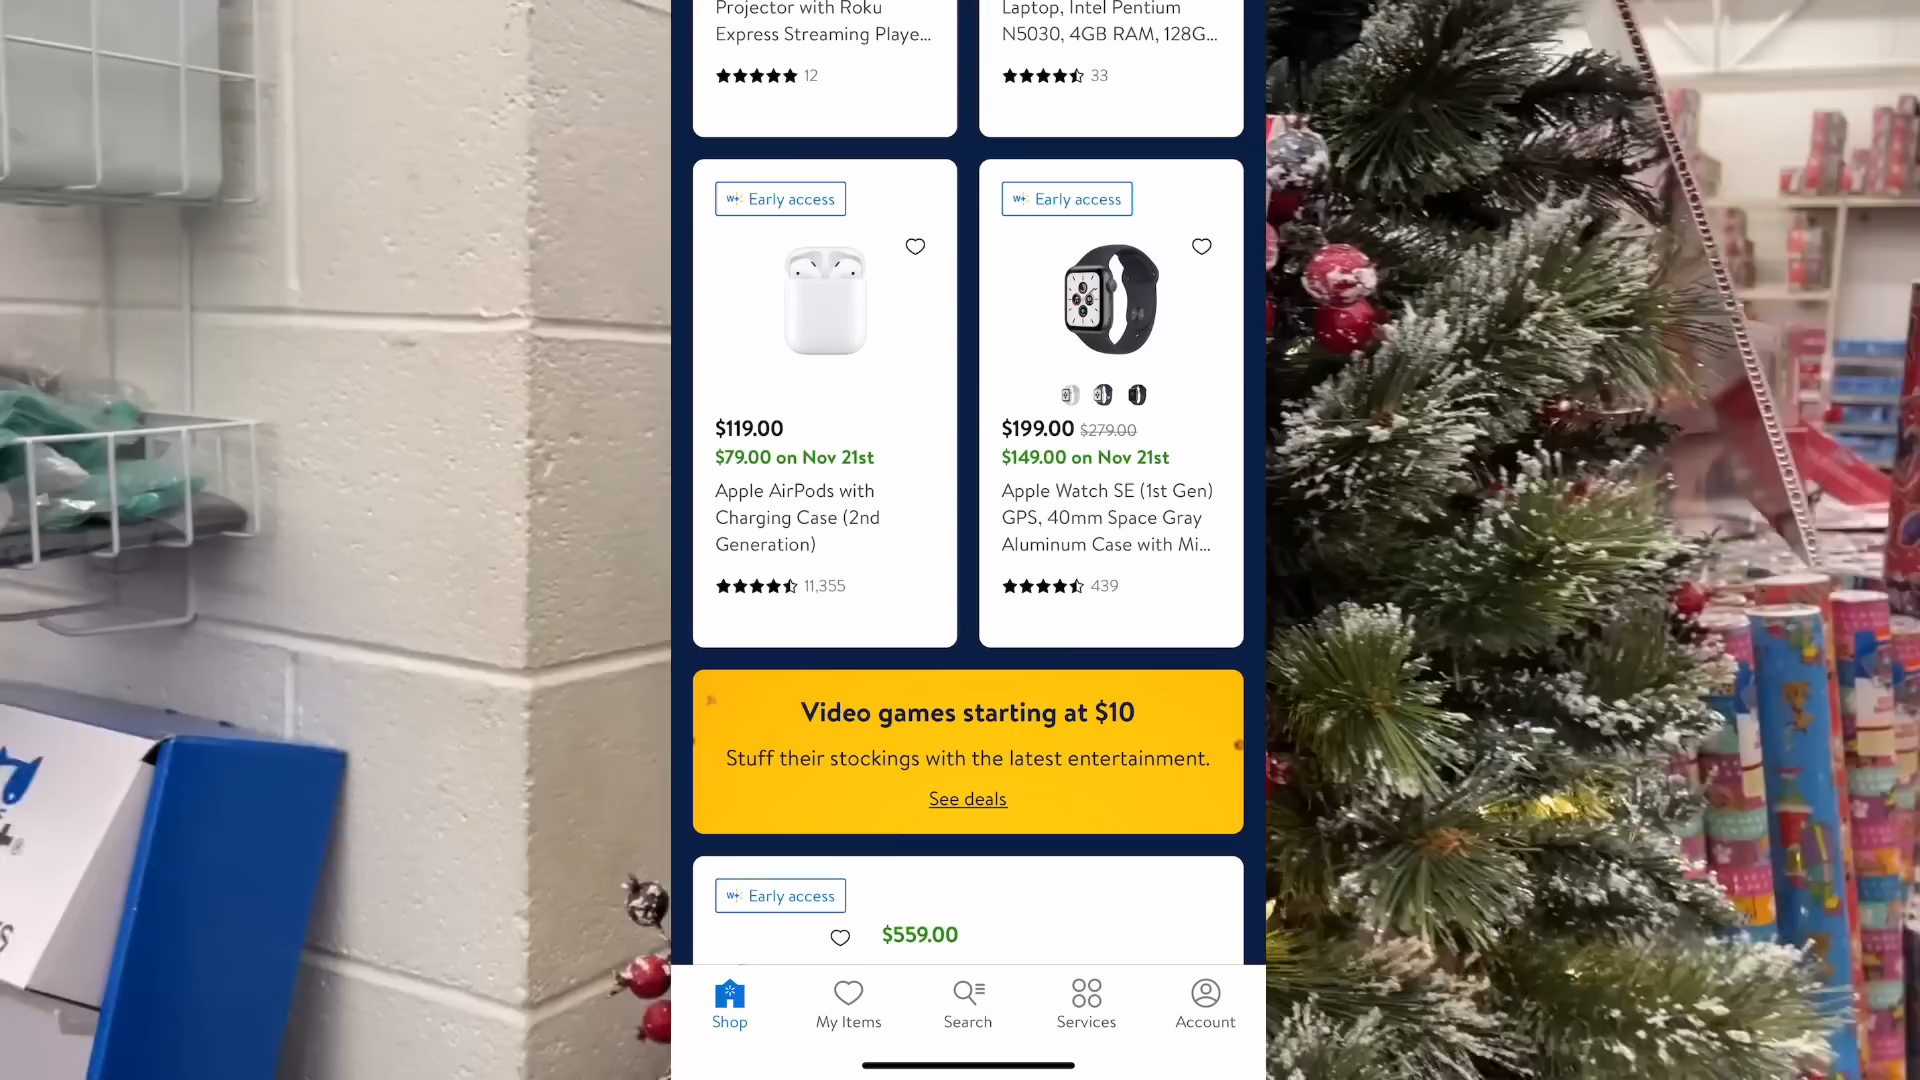 Projector with Roku
Express Streaming Playe...
12
Laptop, Intel Pentium
N5030, 4GB RAM, 128G...
33
W+ Early access
$119.00
$79.00 on Nov 21st
Apple AirPods with
Charging Case (2nd
Generation)
11,355
W+ Early access
$199.00 $279.00
$149.00 on Nov 21st
Apple Watch SE (1st Gen)
GPS, 40mm Space Gray
Aluminum Case with Mi...
439
Video games starting at $10
Stuff their stockings with the latest entertainment.
See deals
W+ Early access
$559.00
Shop
My Items
Search
Services
Account